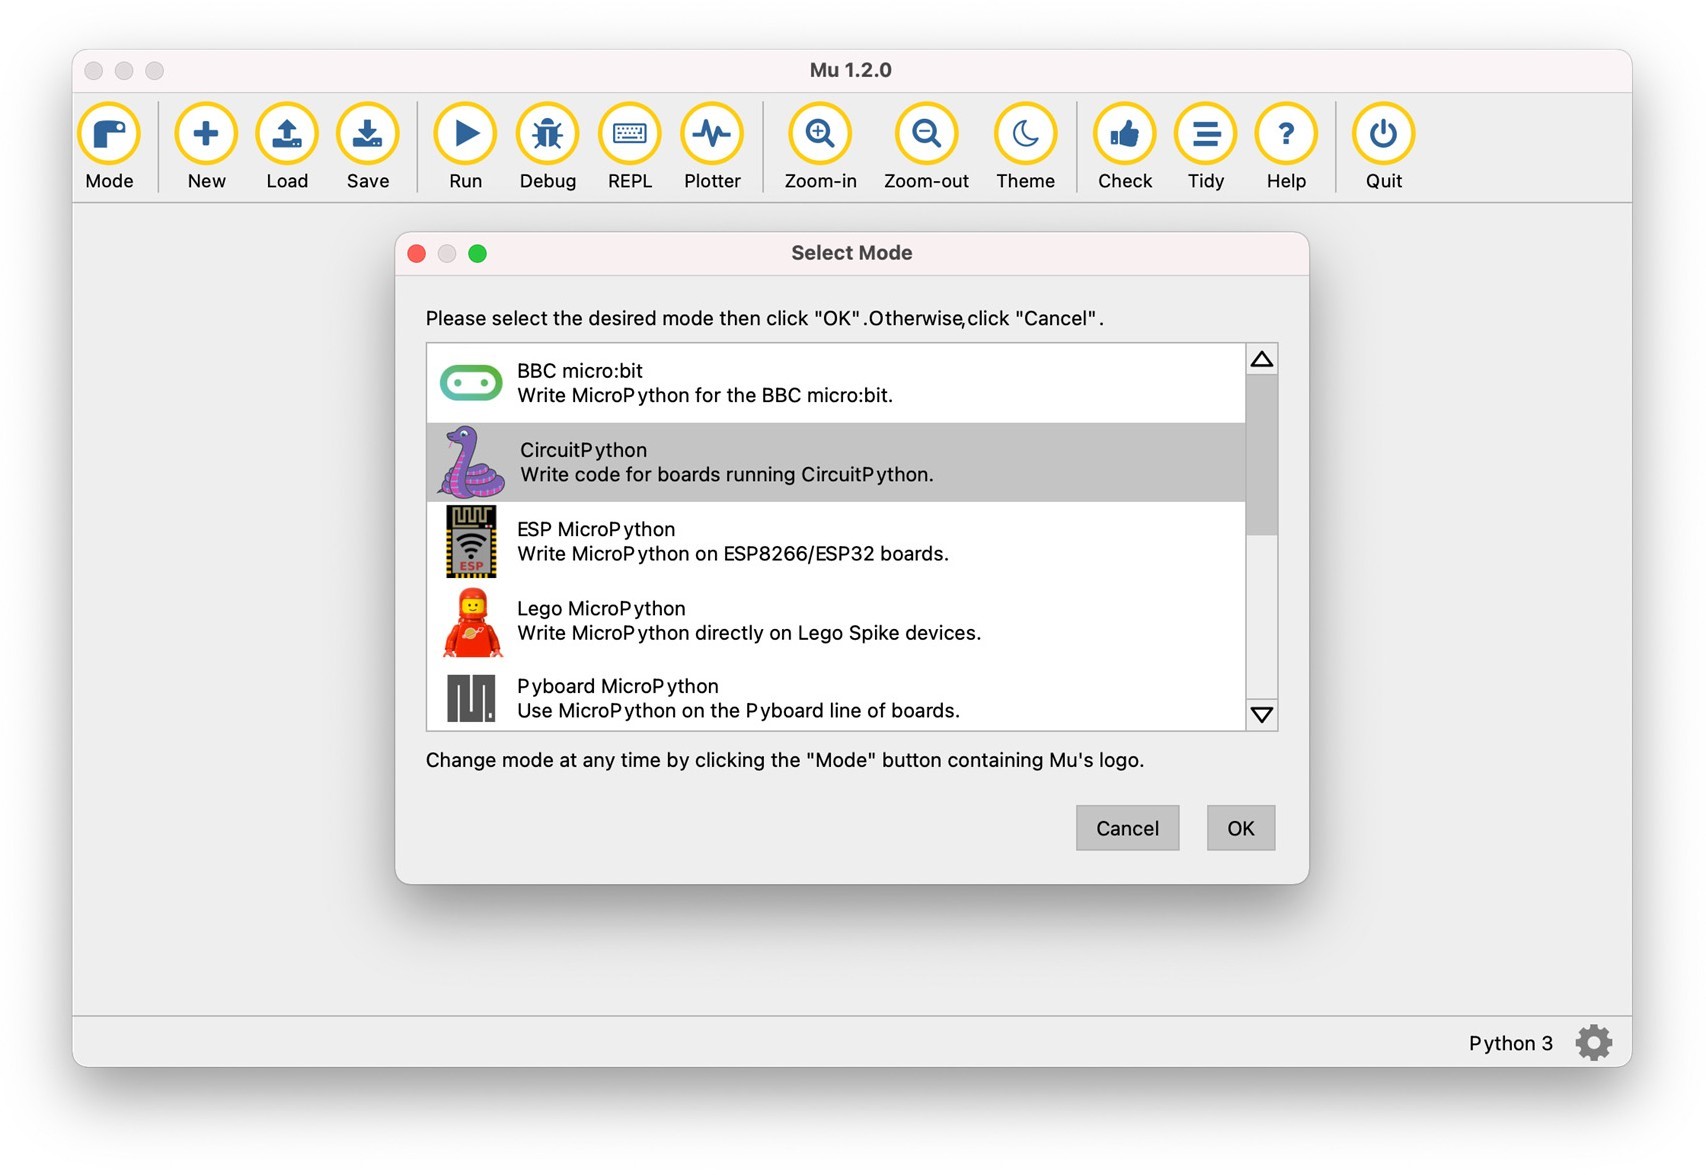 Mu 1.2.0
Mode New Load Save Run Debug REPL Plotter Zoom-in Zoom-out Theme Check Tidy Help Quit
Select Mode
Please select the desired mode then click "OK".Otherwise,click "Cancel".
BBC micro:bit
Write MicroPython for the BBC micro:bit.
CircuitPython
Write code for boards running CircuitPython.
ESP
ESP MicroPython
Write MicroPython on ESP8266/ESP32 boards.
Lego MicroPython
Write MicroPython directly on Lego Spike devices.
Pyboard MicroPython
Use MicroPython on the Pyboard line of boards.
Change mode at any time by clicking the "Mode" button containing Mu's logo.
Cancel OK
Python 3